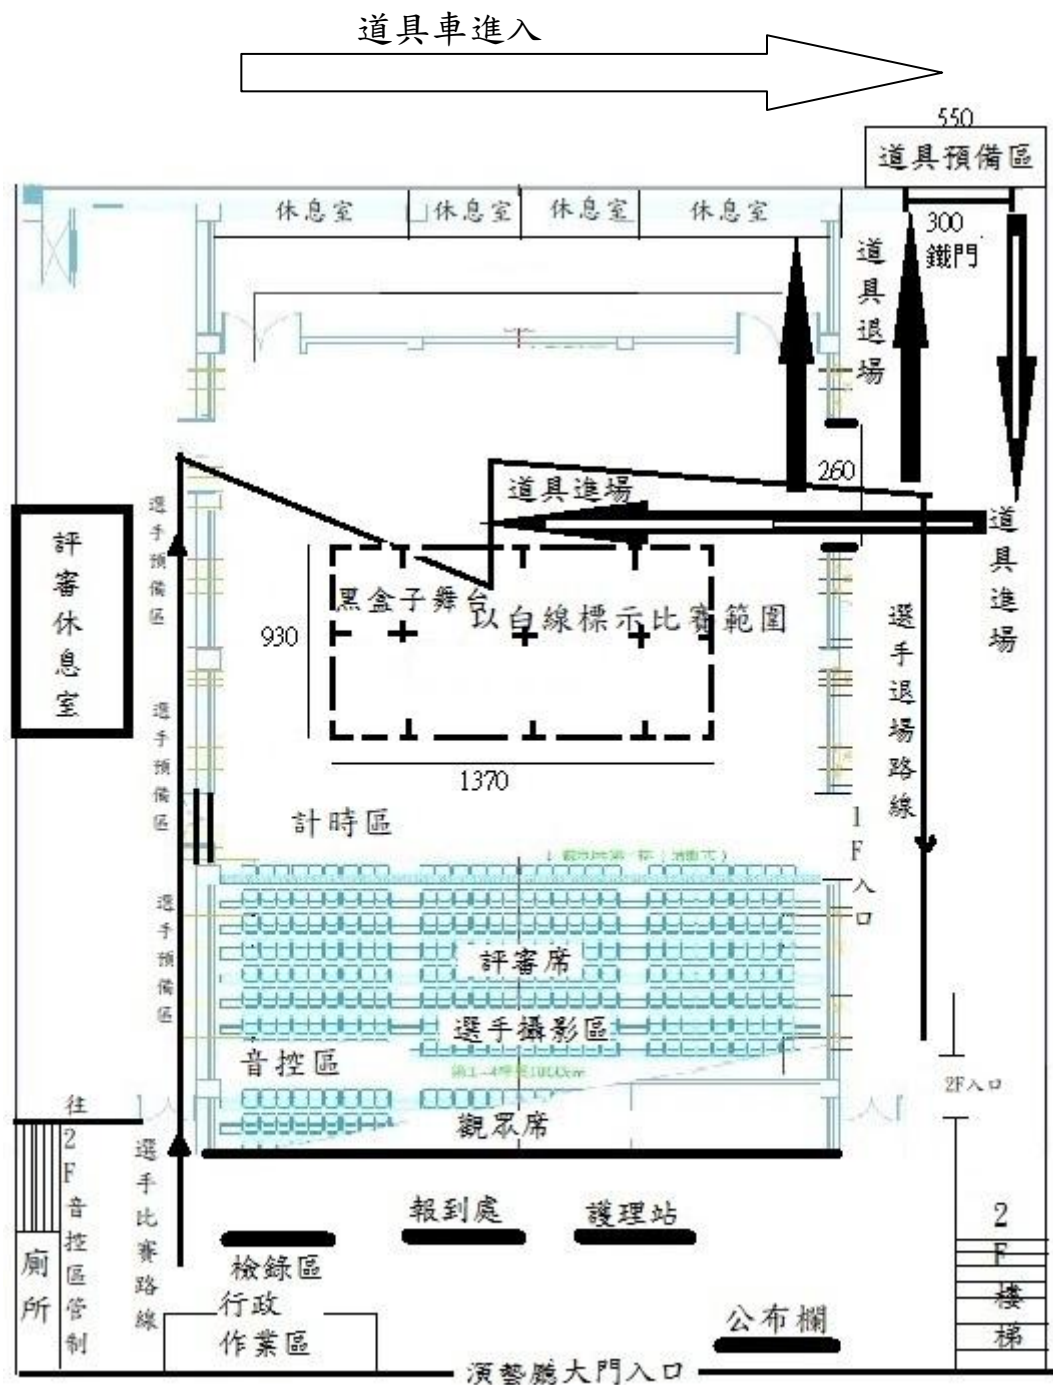 道具車進入
550
道具預備區
休息室
休息室
休息室
休息室
300
鐵門
道具退場
260
道具進場
道具進場
選手預備區
評審休息室
黑盒子舞台
以白線標示比賽範圍
930
選手退場路線
選手預備區
1370
計時區
1F入口
選手預備區
評審席
選手攝影區
音控區
2F入口
觀眾席
往2F音控區管制
選手比賽路線
報到處
護理站
檢錄區
廁所
行政
作業區
公布欄
2F樓梯
演藝廳大門入口